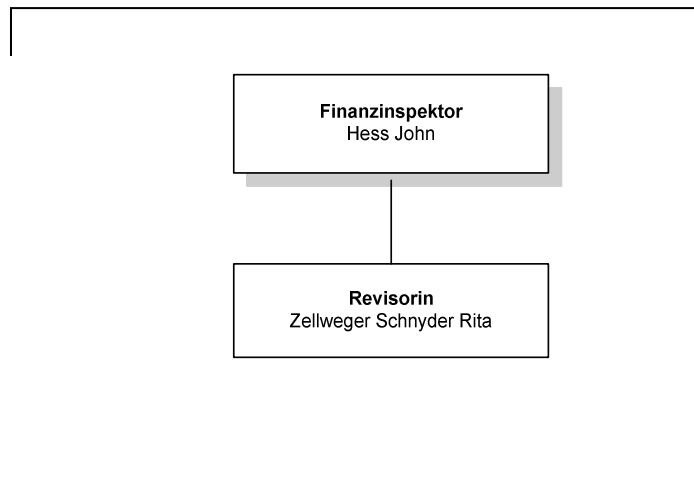 Finanzinspektor
Hess John
Revisorin
Zellweger Schnyder Rita